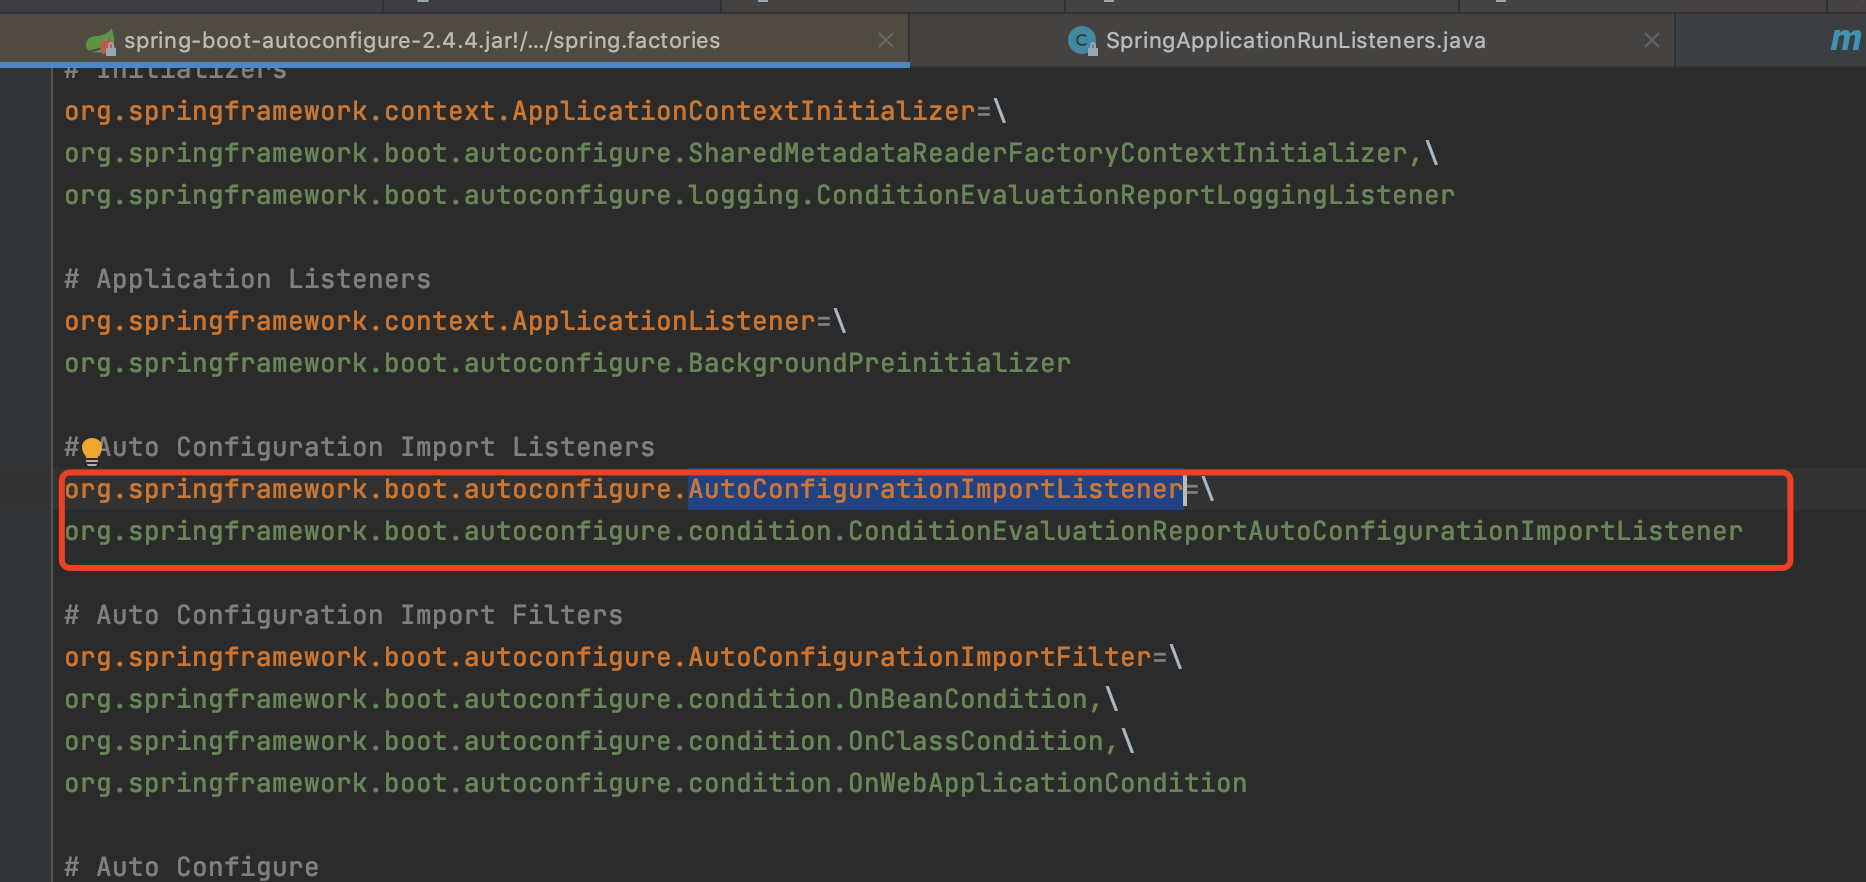 spring-boot-autoconfigure-2.4.4.jar!/.../spring.factories
SpringApplicationRunListeners.java
# Initializers
org.springframework.context.ApplicationContextInitializer=\
org.springframework.boot.autoconfigure.SharedMetadataReaderFactoryContextInitializer,\
org.springframework.boot.autoconfigure.logging.ConditionEvaluationReportLoggingListener
# Application Listeners
org.springframework.context.ApplicationListener=\
org.springframework.boot.autoconfigure.BackgroundPreinitializer
# Auto Configuration Import Listeners
org.springframework.boot.autoconfigure.AutoConfigurationImportListener=\
org.springframework.boot.autoconfigure.condition.ConditionEvaluationReportAutoConfigurationImportListener
# Auto Configuration Import Filters
org.springframework.boot.autoconfigure.AutoConfigurationImportFilter=\
org.springframework.boot.autoconfigure.condition.OnBeanCondition,\
org.springframework.boot.autoconfigure.condition.OnClassCondition,\
org.springframework.boot.autoconfigure.condition.OnWebApplicationCondition
# Auto Configure